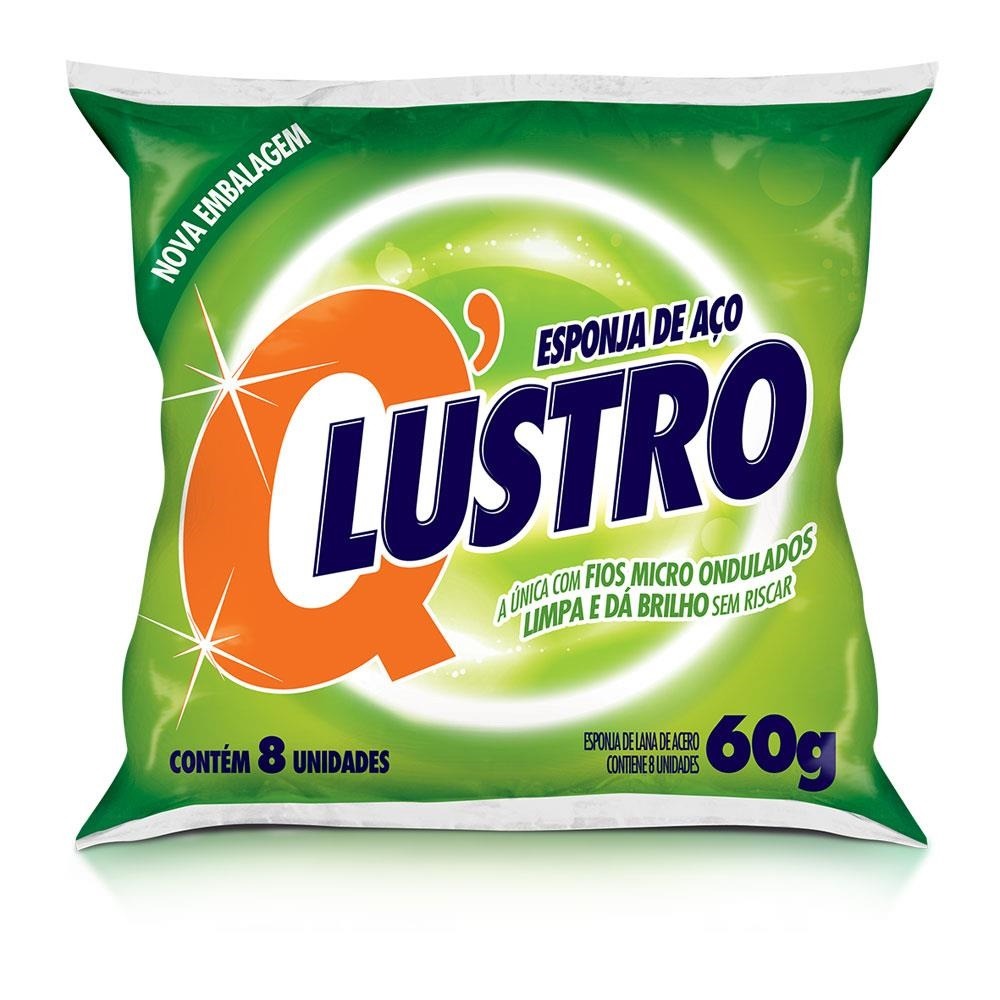 NOVA EMBALAGEM
ESPONJA DE AÇO
Q'LUSTRO
A ÚNICA COM FIOS MICRO ONDULADOS
LIMPA E DÁ BRILHO SEM RISCAR
CONTÉM 8 UNIDADES
ESPONJA DE LANA DE ACERO
CONTIENE 8 UNIDADES
60g